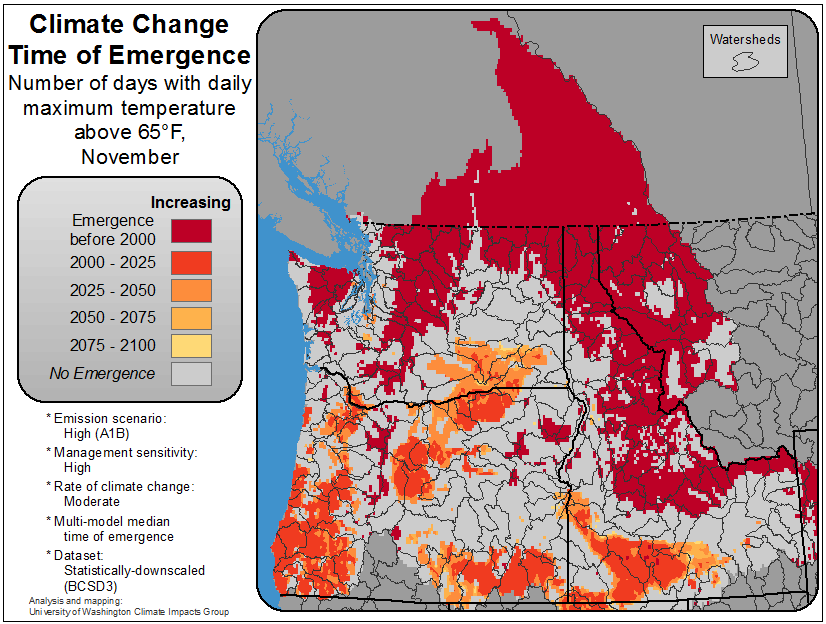 Climate Change
Time of Emergence
Number of days with daily
maximum temperature
above 65°F,
November
Increasing
Emergence
before 2000
2000 - 2025
2025 - 2050
2050 - 2075
2075 - 2100
No Emergence
* Emission scenario:
High (A1B)
* Management sensitivity:
High
* Rate of climate change:
Moderate
* Multi-model median
time of emergence
* Dataset:
Statistically-downscaled
(BCSD3)
Analysis and mapping:
University of Washington Climate Impacts Group
Watersheds